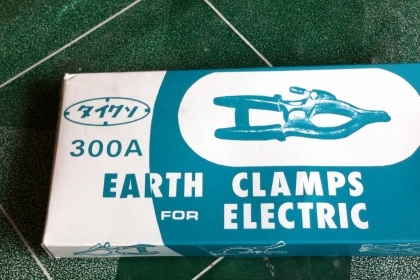 タイクソ
300A
EARTH CLAMPS
FOR ELECTRIC